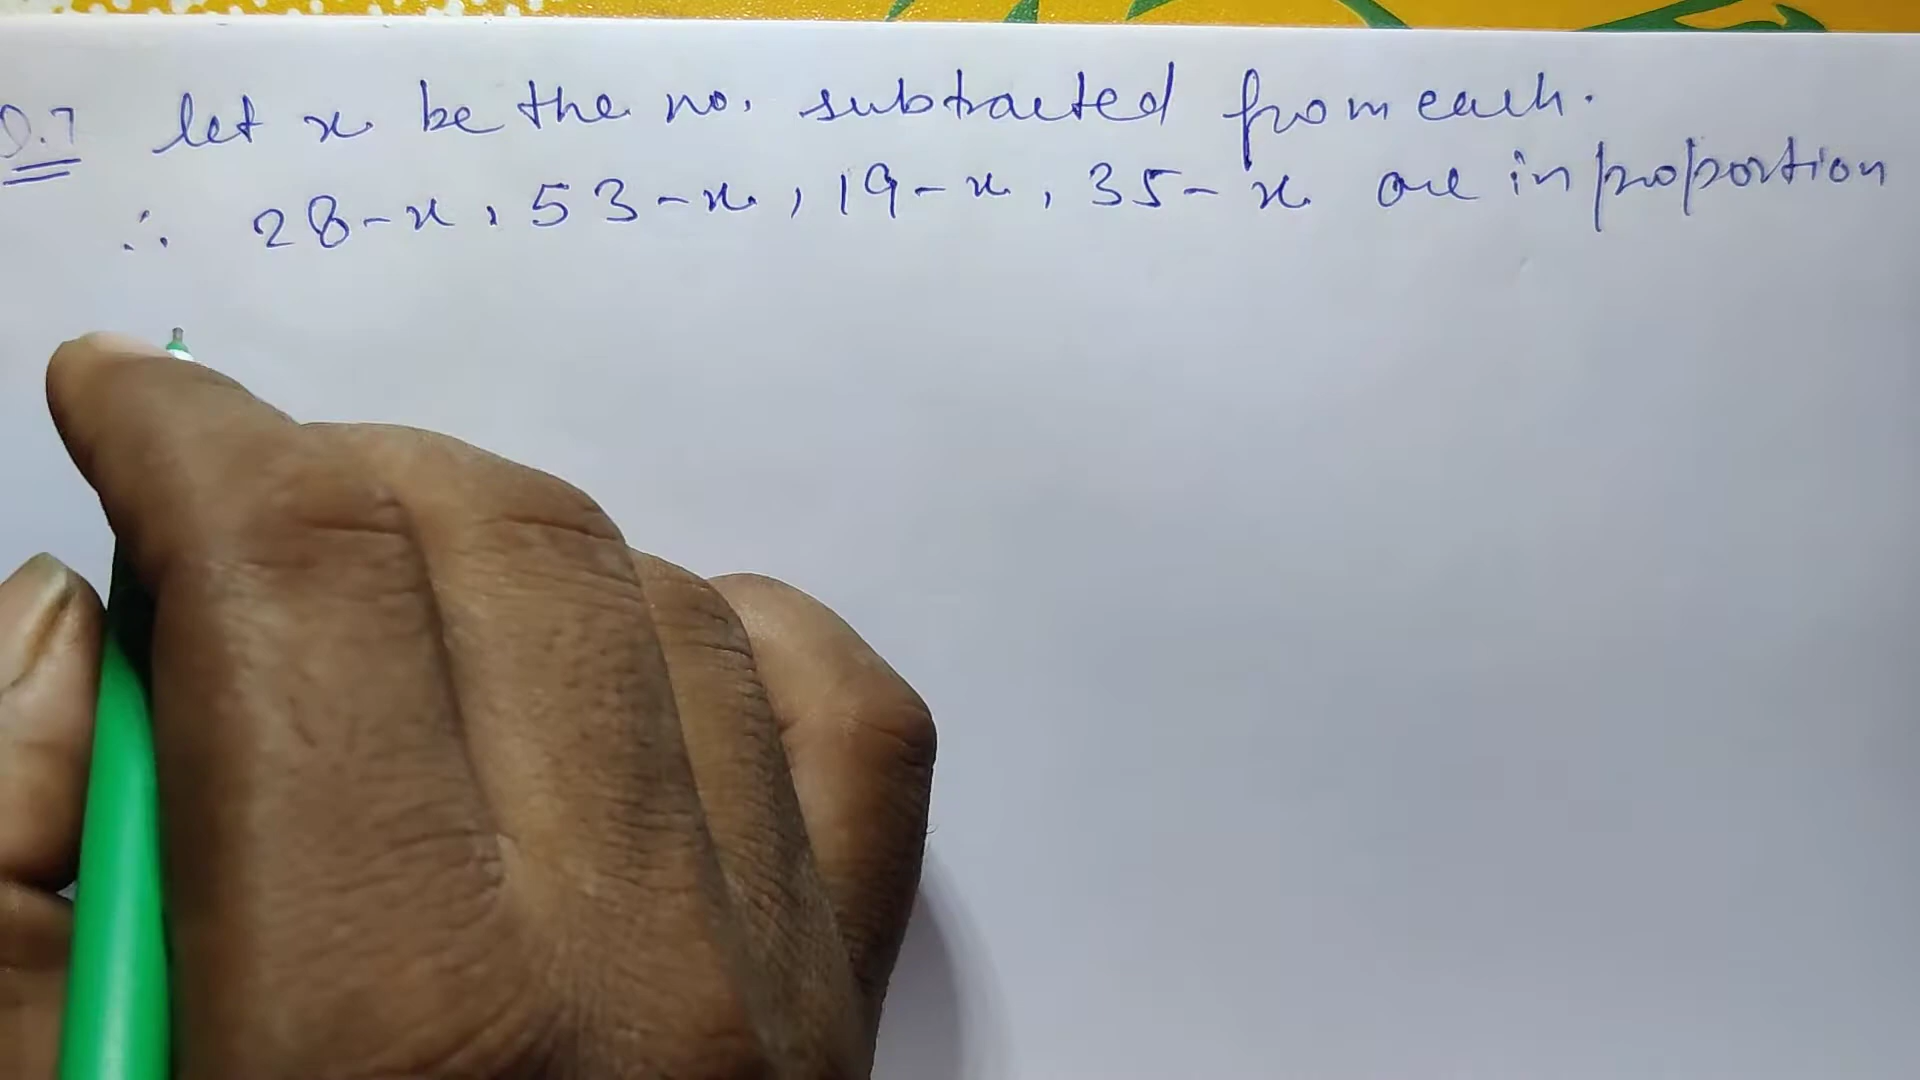 Q.7 let x be the no. subtracted from each.
∴ 28-x, 53-x, 19-x, 35-x are in proportion